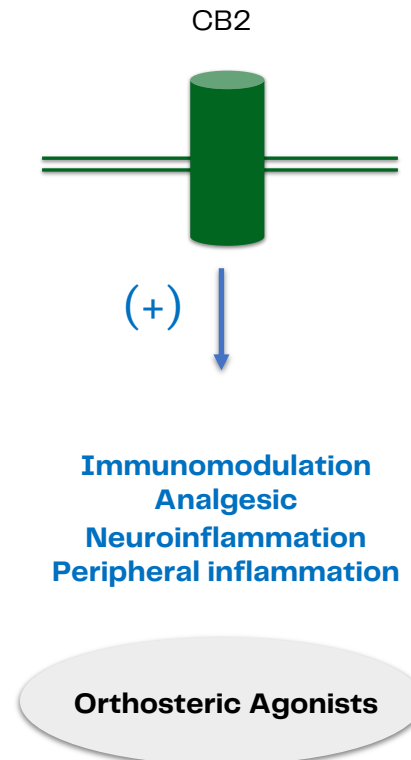 CB2
(+)
Immunomodulation
Analgesic
Neuroinflammation
Peripheral inflammation
Orthosteric Agonists